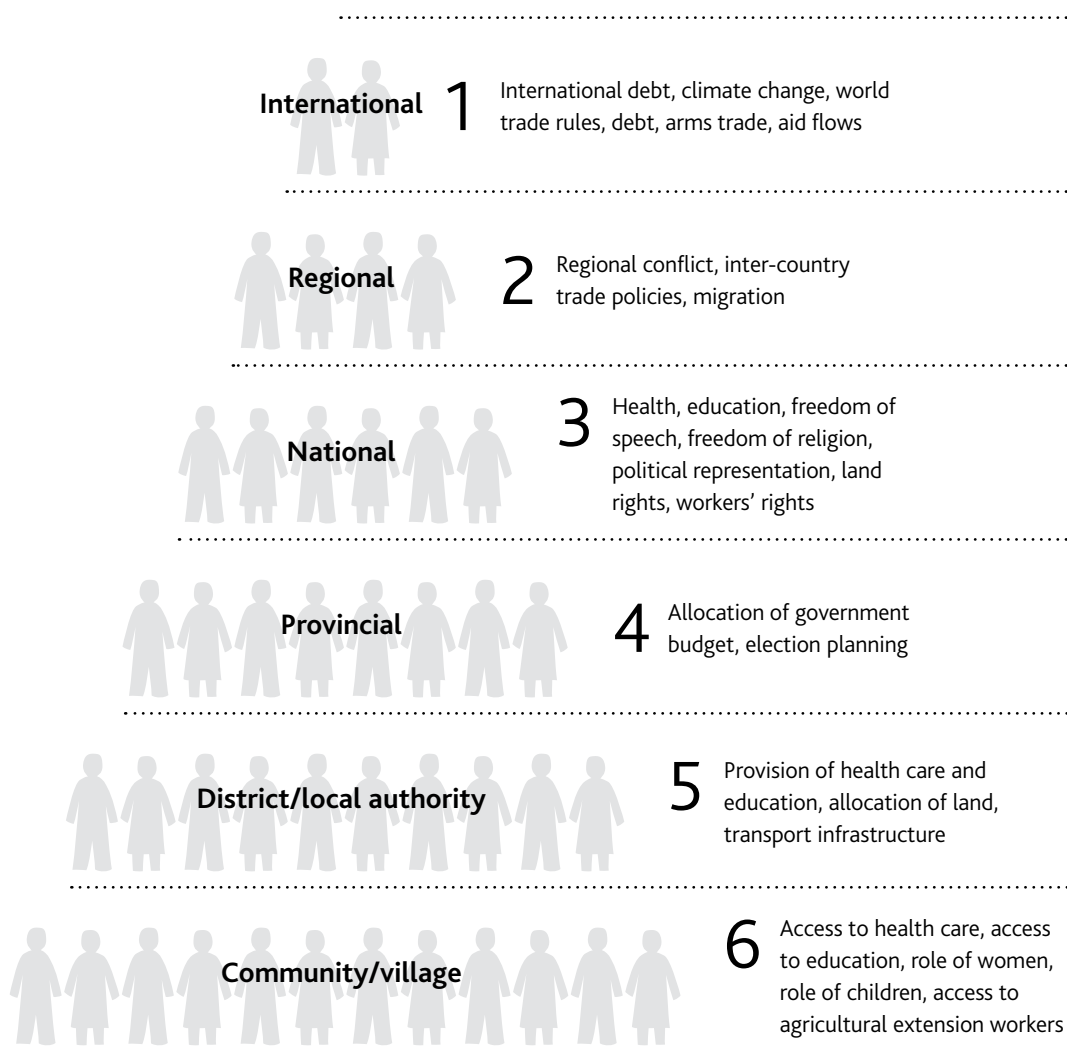 International
1
International debt, climate change, world
trade rules, debt, arms trade, aid flows
Regional
2
Regional conflict, inter-country
trade policies, migration
National
3
Health, education, freedom of
speech, freedom of religion,
political representation, land
rights, workers’ rights
Provincial
4
Allocation of government
budget, election planning
District/local authority
5
Provision of health care and
education, allocation of land,
transport infrastructure
Community/village
6
Access to health care, access
to education, role of women,
role of children, access to
agricultural extension workers